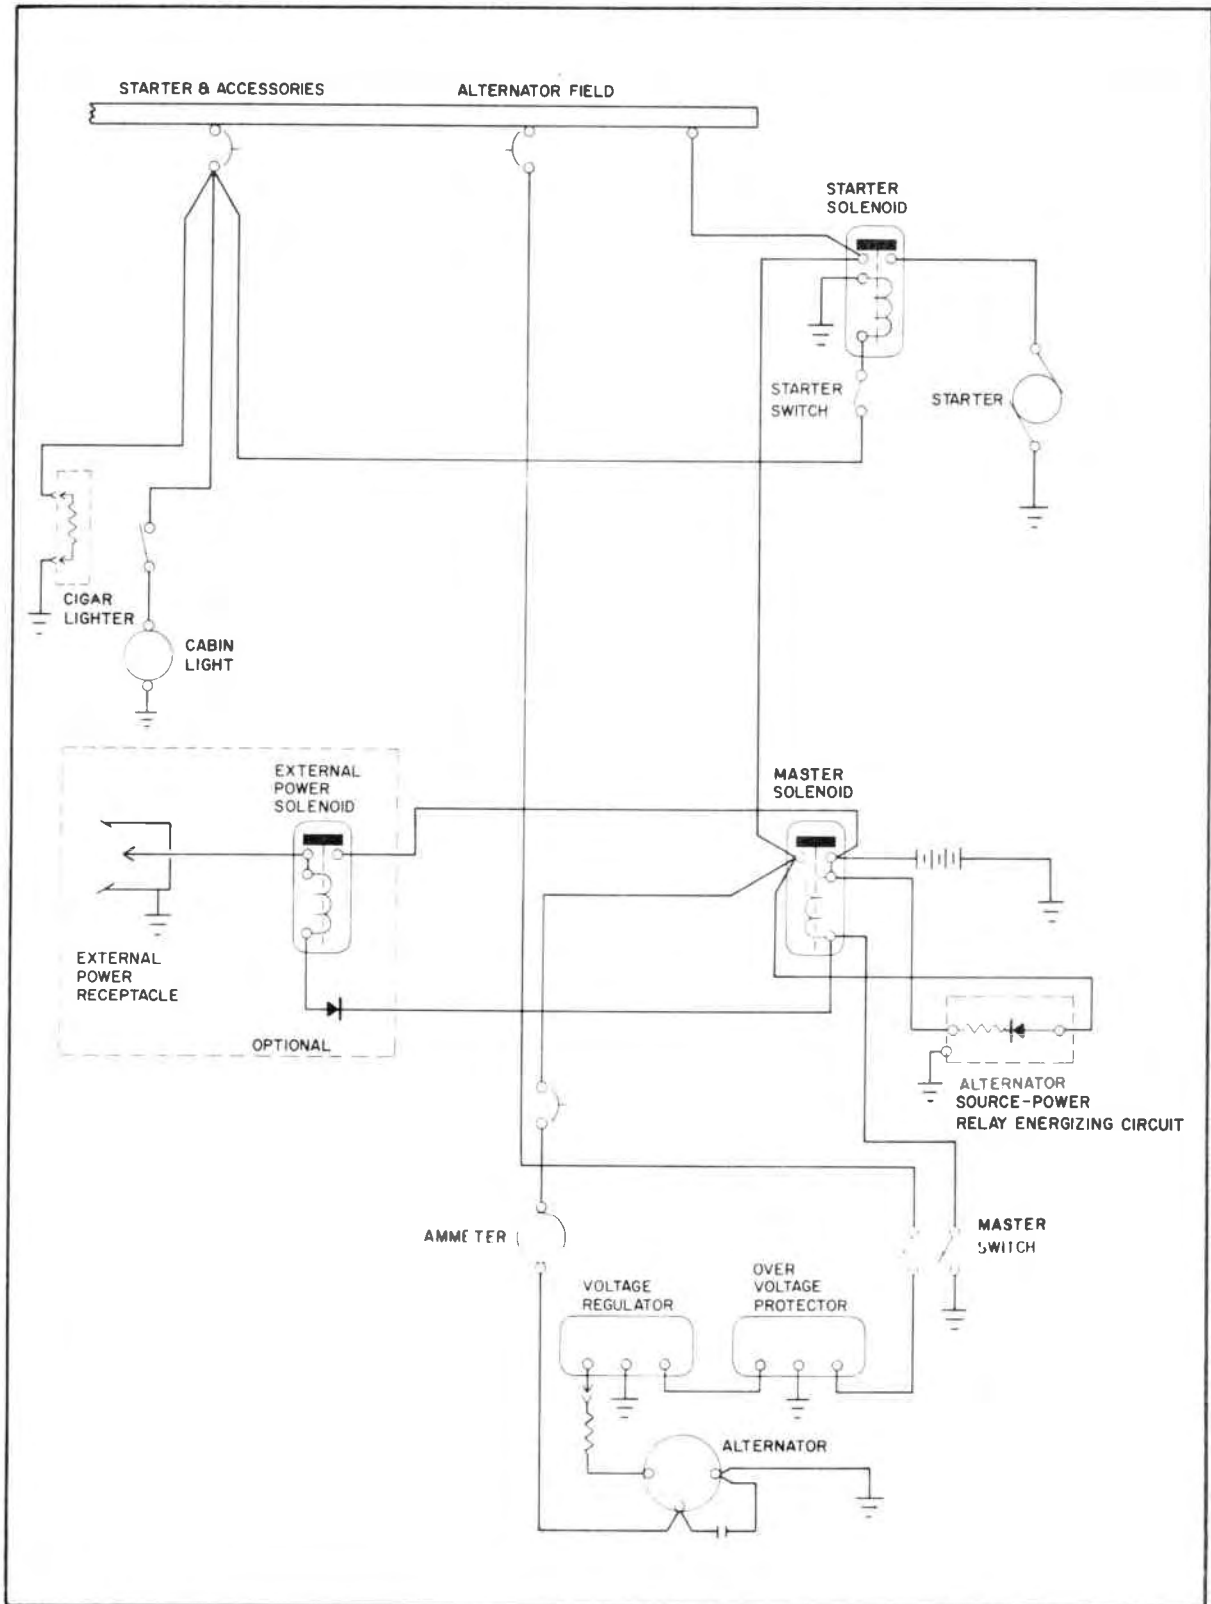 STARTER & ACCESSORIES
ALTERNATOR FIELD
STARTER
SOLENOID
STARTER
SWITCH
STARTER
CIGAR
LIGHTER
CABIN
LIGHT
EXTERNAL
POWER
SOLENOID
MASTER
SOLENOID
EXTERNAL
POWER
RECEPTACLE
OPTIONAL
ALTERNATOR
SOURCE-POWER
RELAY ENERGIZING CIRCUIT
AMMETER
MASTER
SWITCH
VOLTAGE
REGULATOR
OVER
VOLTAGE
PROTECTOR
ALTERNATOR